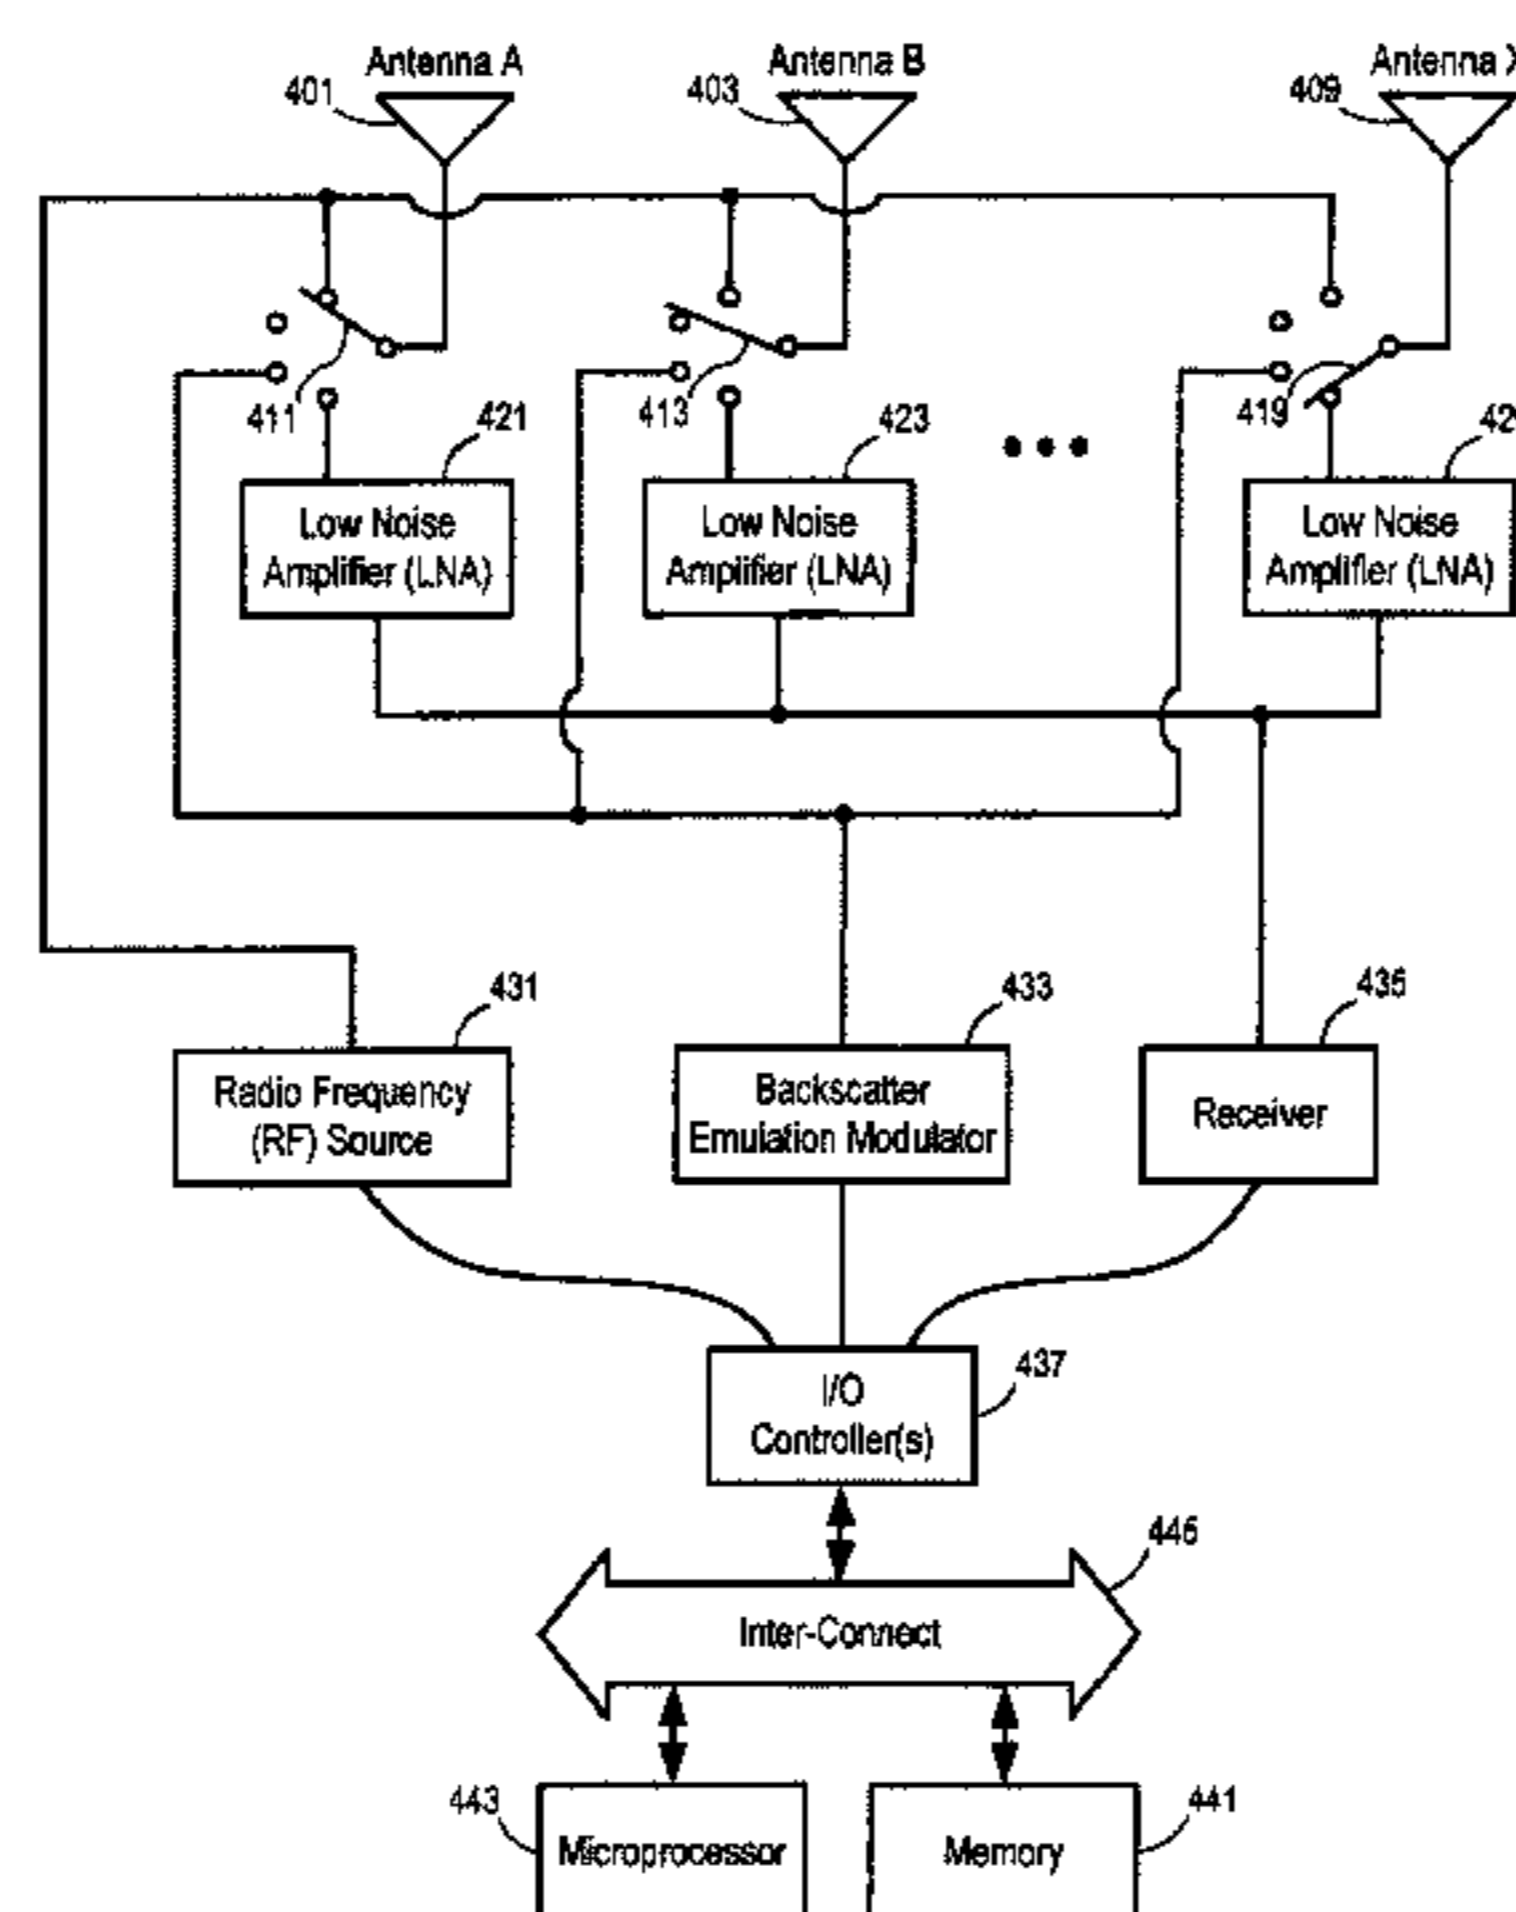 Antenna A
Antenna B
Antenna X
401
403
409
411
413
419
421
423
Low Noise
Amplifier (LNA)
Low Noise
Amplifier (LNA)
Low Noise
Amplifier (LNA)
431
433
435
Radio Frequency
(RF) Source
Backscatter
Emulation Modulator
Receiver
437
I/O
Controller(s)
445
Inter-Connect
443
441
Microprocessor
Memory